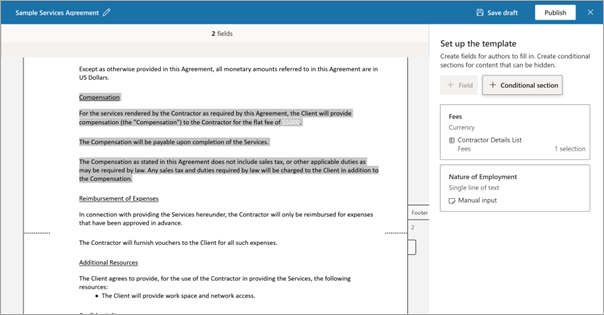 Sample Services Agreement
Save draft
Publish
2 fields
Except as otherwise provided in this Agreement, all monetary amounts referred to in this Agreement are in
US Dollars.
Compensation
For the services rendered by the Contractor as required by this Agreement, the Client will provide
compensation (the "Compensation") to the Contractor for the flat fee of
The Compensation will be payable upon completion of the Services.
The Compensation as stated in this Agreement does not include sales tax, or other applicable duties as
may be required by law. Any sales tax and duties required by law will be charged to the Client in addition to
the Compensation.
Reimbursement of Expenses
In connection with providing the Services hereunder, the Contractor will only be reimbursed for expenses
that have been approved in advance.
The Contractor will furnish vouchers to the Client for all such expenses.
Additional Resources
The Client agrees to provide, for the use of the Contractor in providing the Services, the following
resources:
• The Client will provide work space and network access.
Footer
2
Set up the template
Create fields for authors to fill in. Create conditional
sections for content that can be hidden.
+ Field
+ Conditional section
Fees
Currency
Contractor Details List
Fees 1 selection
Nature of Employment
Single line of text
Manual input